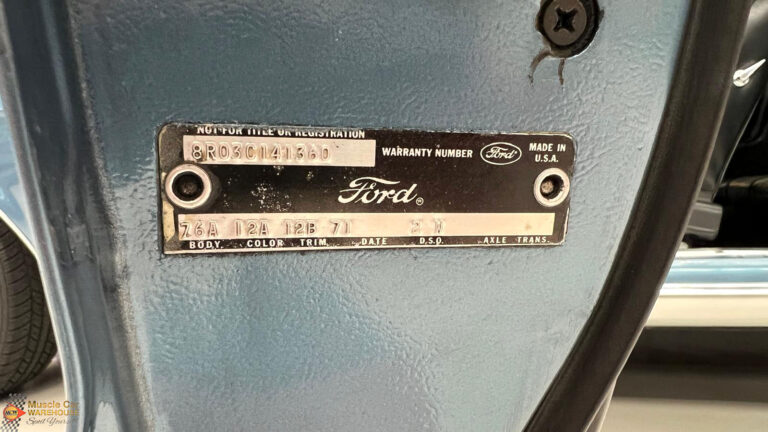 NOT FOR TITLE OR REGISTRATION
8R03C141360
WARRANTY NUMBER
Ford
MADE IN
U.S.A.
Ford
76A 12A 12B 71 2 W
BODY COLOR TRIM DATE D.S.O. AXLE TRANS.
Muscle Car
WAREHOUSE